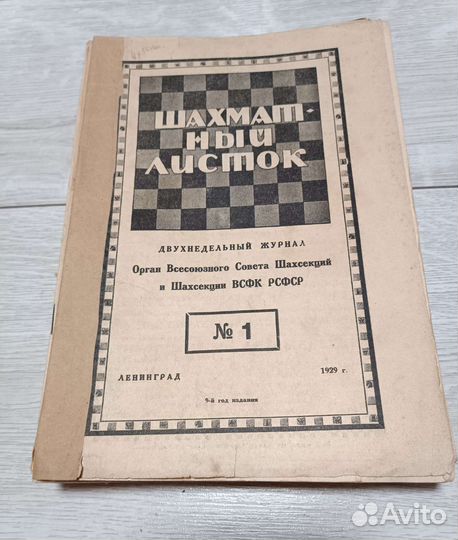 ШАХМАТ-
НЫЙ
ЛИСТОК
ДВУХНЕДЕЛЬНЫЙ ЖУРНАЛ
Орган Всесоюзного Совета Шахсекций
и Шахсекции ВСФК РСФСР
№ 1
ЛЕНИНГРАД 1929 г.
9-й год издания
Avito